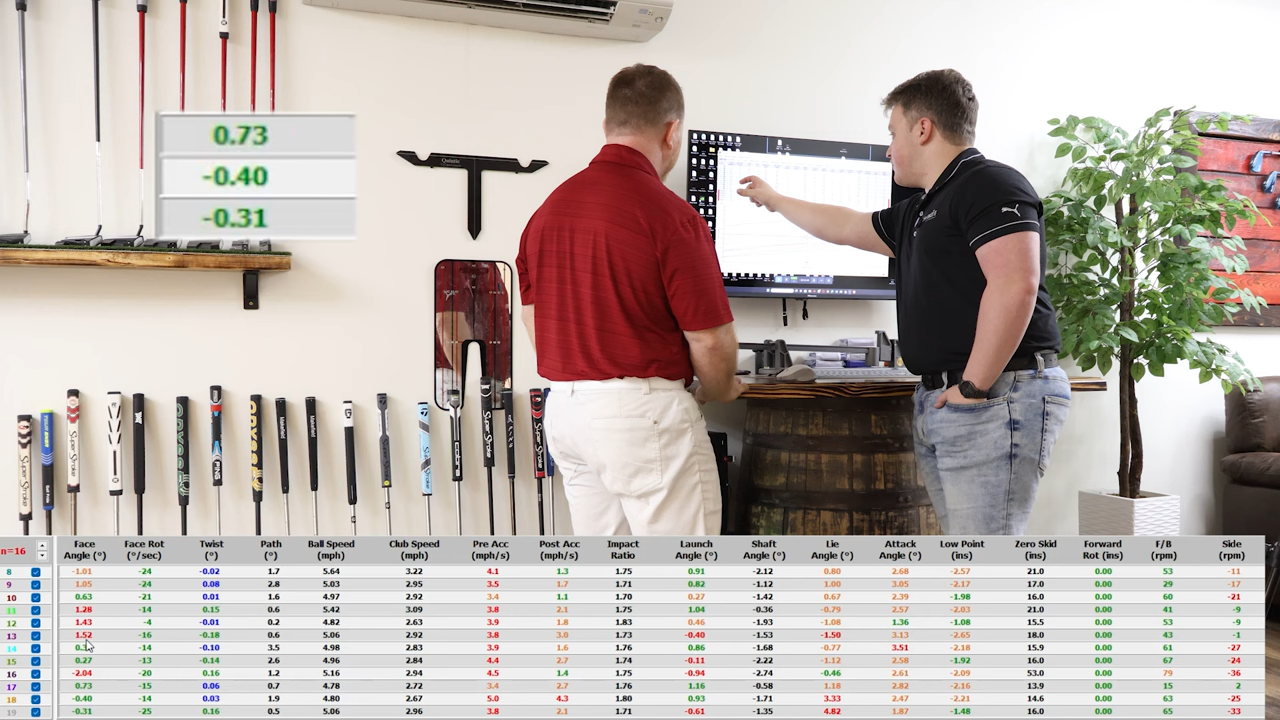 0.73
-0.40
-0.31
Quintic
SuperStroke
SuperStroke
PING
SuperStroke
cobra
SuperStroke
n=16 Face Angle (°) Face Rot (°/sec) Twist (°) Path (°) Ball Speed (mph) Club Speed (mph) Pre Acc (mph/s) Post Acc (mph/s) Impact Ratio Launch Angle (°) Shaft Angle (°) Lie Angle (°) Attack Angle (°) Low Point (ins) Zero Skid (ins) Forward Rot (ins) F/B (rpm) Side (rpm)
8 -1.01 -24 -0.02 1.7 5.64 3.22 4.1 1.3 1.75 0.91 -2.12 0.80 2.68 -2.57 21.0 0.00 53 -11
9 1.05 -24 0.08 2.8 5.03 2.95 3.5 1.7 1.71 0.82 -1.12 1.00 3.05 -2.17 17.0 0.00 29 -17
10 0.63 -21 0.01 1.6 4.97 2.92 3.4 1.1 1.70 0.27 -1.42 0.67 2.39 -1.98 16.0 0.00 60 -21
11 1.28 -14 0.15 0.6 5.42 3.09 3.8 2.1 1.75 1.04 -0.36 -0.79 2.57 -2.03 21.0 0.00 41 -9
12 1.43 -4 -0.01 0.2 4.82 2.63 3.9 1.8 1.83 0.46 -1.93 -1.08 1.36 -1.08 15.5 0.00 53 -9
13 1.52 -16 -0.18 0.6 5.06 2.92 3.8 3.0 1.73 -0.40 -1.53 -1.50 3.13 -2.65 18.0 0.00 43 -1
14 -14 -0.10 3.5 4.98 2.83 3.9 1.6 1.76 0.86 -1.68 -0.77 3.51 -2.18 15.9 0.00 61 -27
15 0.27 -13 -0.14 2.6 4.96 2.84 4.4 2.7 1.74 -0.11 -2.22 -1.12 2.58 -1.92 16.0 0.00 67 -24
16 -2.04 -20 0.16 1.2 5.16 2.94 4.5 1.4 1.75 -0.94 -2.74 -0.46 2.61 -2.09 53.0 0.00 79 -36
17 0.73 -15 0.06 0.7 4.78 2.72 3.4 2.7 1.76 1.16 -0.58 1.18 2.82 -2.16 13.9 0.00 15 2
18 -0.40 -14 0.03 1.9 4.80 2.67 5.0 4.3 1.80 0.93 -1.71 3.33 2.47 -2.21 14.6 0.00 63 -25
19 -0.31 -25 0.16 0.5 5.06 2.96 3.8 2.1 1.71 -0.61 -1.35 4.82 1.87 -1.48 16.0 0.00 65 -33